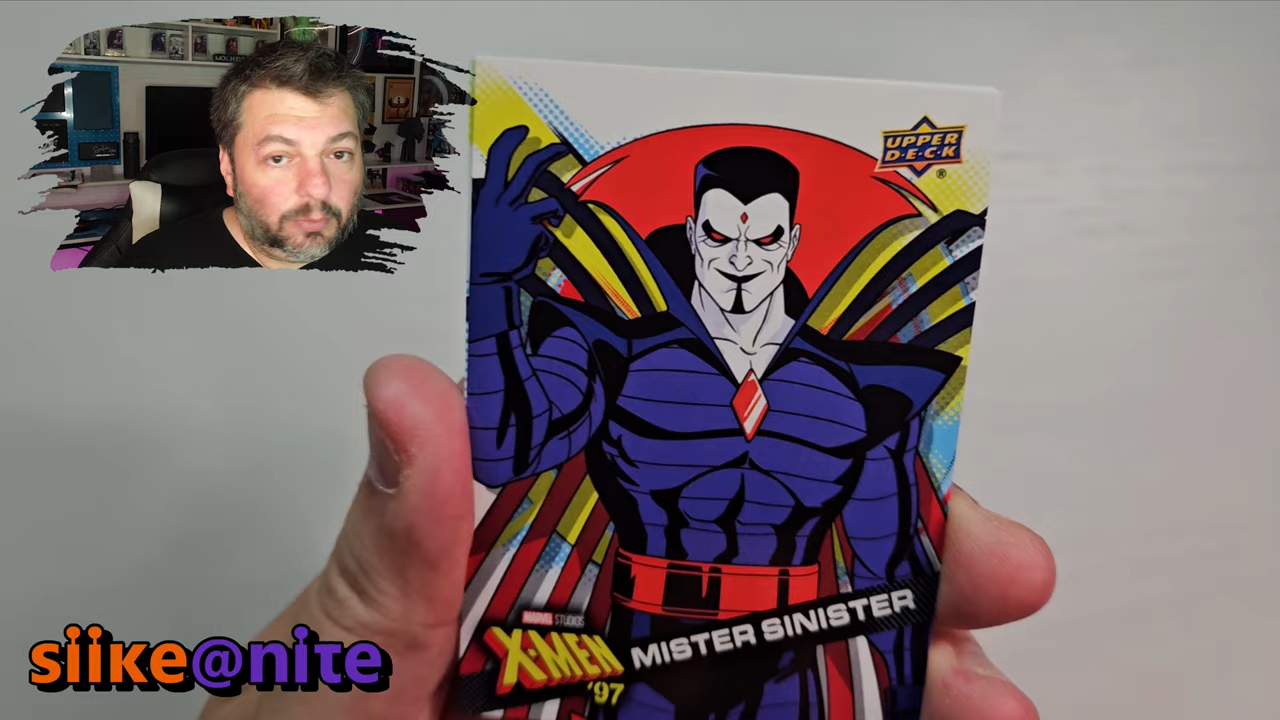 UPPER
D·E·C·K
®
MARVEL STUDIOS
X-MEN
'97
MISTER SINISTER
siike@nite